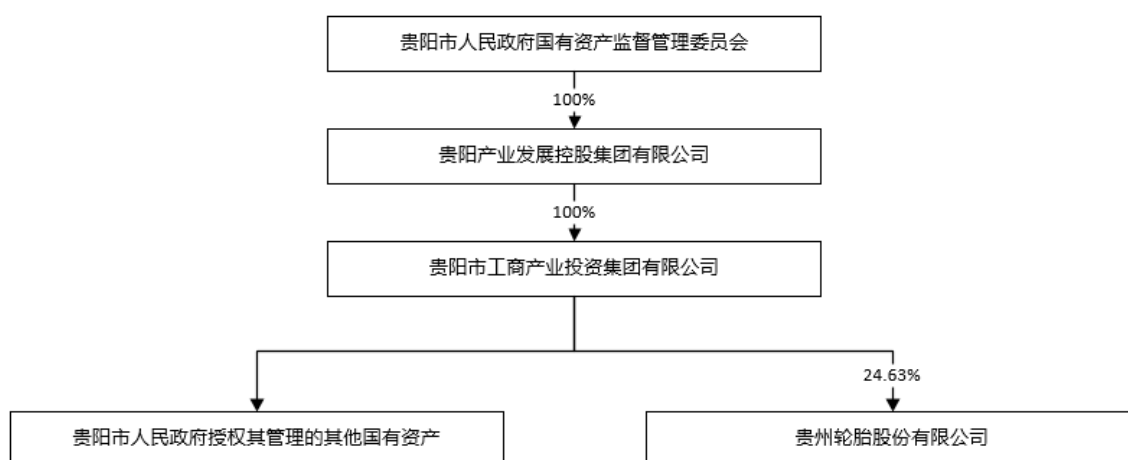 贵阳市人民政府国有资产监督管理委员会
100%
贵阳产业发展控股集团有限公司
100%
贵阳市工商产业投资集团有限公司
24.63%
贵阳市人民政府授权其管理的其他国有资产
贵州轮胎股份有限公司